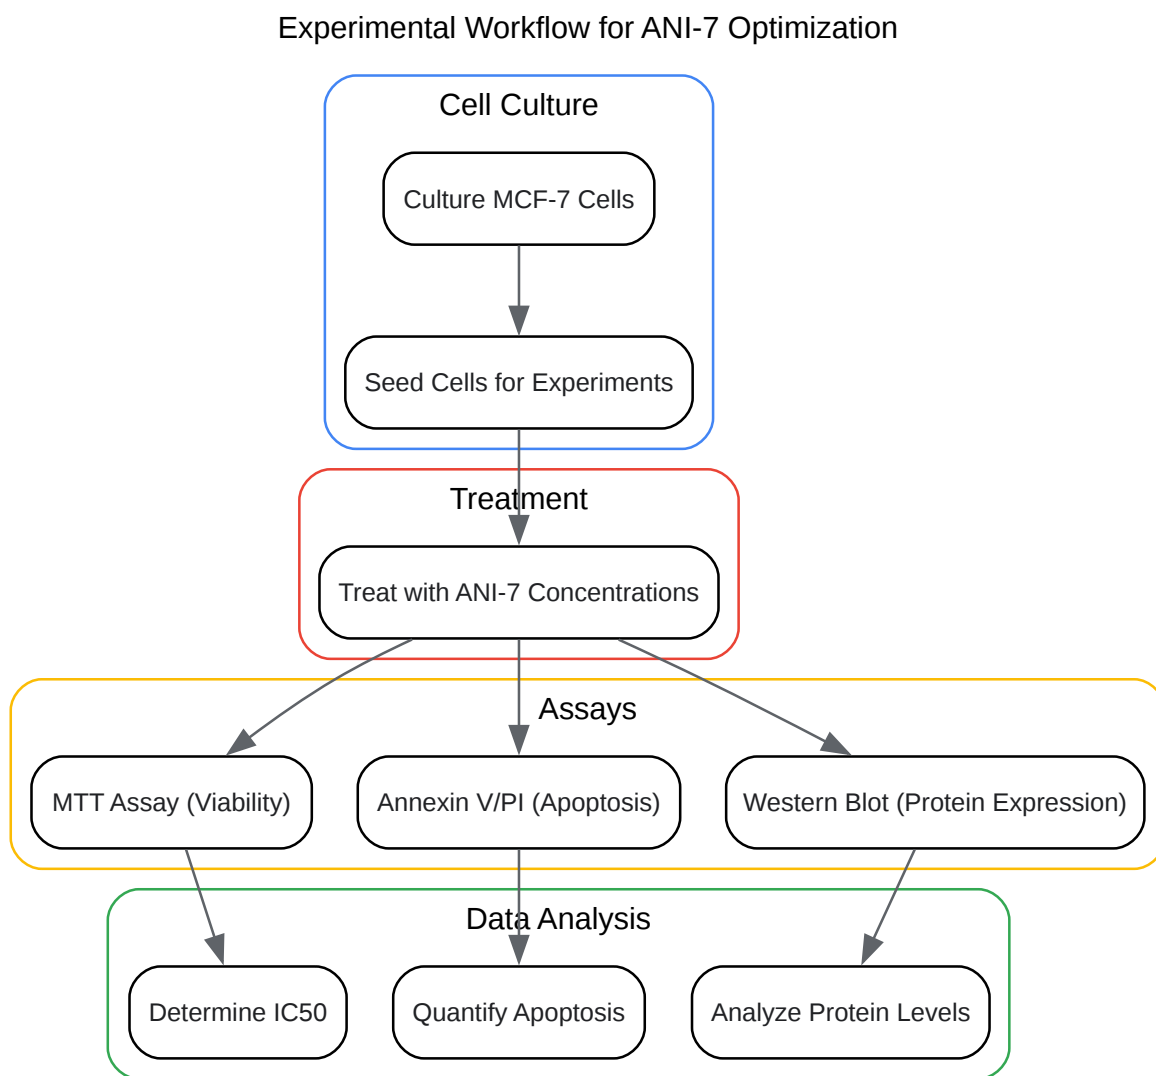 Experimental Workflow for ANI-7 Optimization
Cell Culture
Culture MCF-7 Cells
Seed Cells for Experiments
Treatment
Treat with ANI-7 Concentrations
Assays
MTT Assay (Viability)
Annexin V/PI (Apoptosis)
Western Blot (Protein Expression)
Data Analysis
Determine IC50
Quantify Apoptosis
Analyze Protein Levels